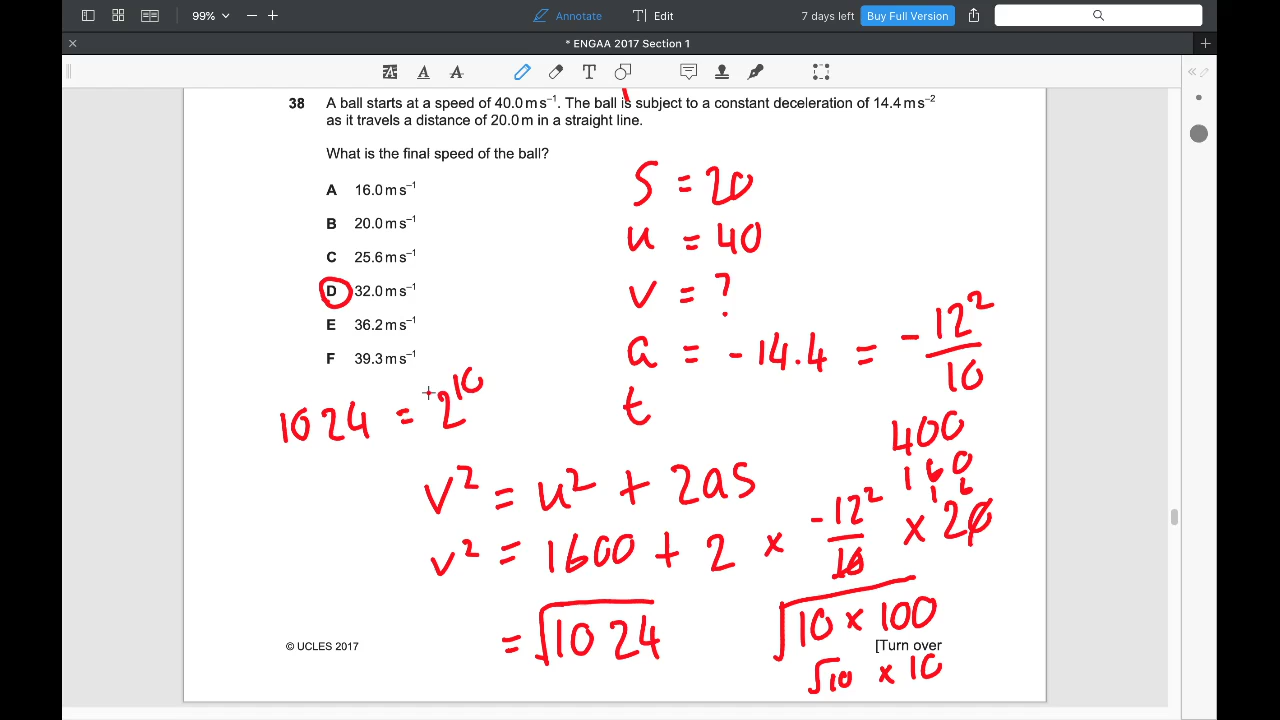 99%
Annotate
Edit
7 days left
Buy Full Version
* ENGAA 2017 Section 1
38 A ball starts at a speed of 40.0 m s⁻¹. The ball is subject to a constant deceleration of 14.4 m s⁻²
as it travels a distance of 20.0 m in a straight line.
What is the final speed of the ball?
A 16.0 m s⁻¹
B 20.0 m s⁻¹
C 25.6 m s⁻¹
D 32.0 m s⁻¹
E 36.2 m s⁻¹
F 39.3 m s⁻¹
S = 20
u = 40
v = ?
a = -14.4 = -12²/10
t
1024 = 2¹⁰
400
160
16
v² = u² + 2as
v² = 1600 + 2 × -12²/10 × 20
= √1024
√10 × 100
√10 × 10
© UCLES 2017
[Turn over